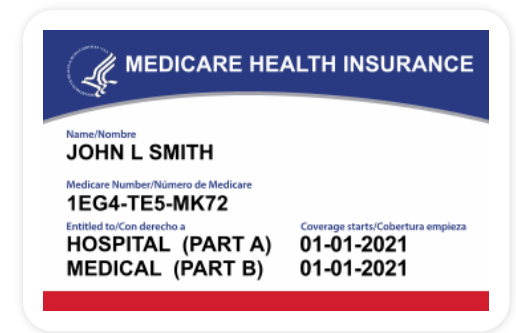 MEDICARE HEALTH INSURANCE
Name/Nombre
JOHN L SMITH
Medicare Number/Número de Medicare
1EG4-TE5-MK72
Entitled to/Con derecho a Coverage starts/Cobertura empieza
HOSPITAL (PART A) 01-01-2021
MEDICAL (PART B) 01-01-2021